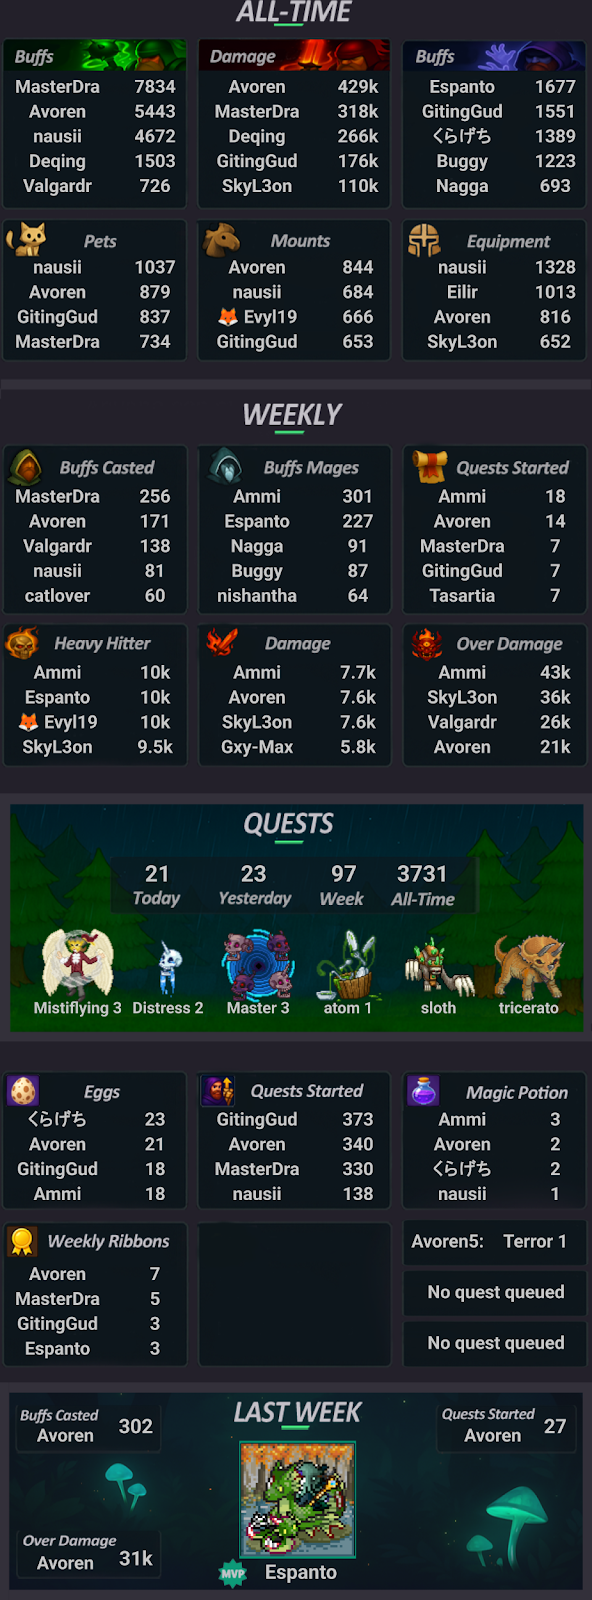 ALL-TIME
Buffs
MasterDra 7834
Avoren 5443
nausii 4672
Deqing 1503
Valgardr 726
Damage
Avoren 429k
MasterDra 318k
Deqing 266k
GitingGud 176k
SkyL3on 110k
Buffs
Espanto 1677
GitingGud 1551
くらげち 1389
Buggy 1223
Nagga 693
Pets
nausii 1037
Avoren 879
GitingGud 837
MasterDra 734
Mounts
Avoren 844
nausii 684
🦊 Evyl19 666
GitingGud 653
Equipment
nausii 1328
Eilir 1013
Avoren 816
SkyL3on 652
WEEKLY
Buffs Casted
MasterDra 256
Avoren 171
Valgardr 138
nausii 81
catlover 60
Buffs Mages
Ammi 301
Espanto 227
Nagga 91
Buggy 87
nishantha 64
Quests Started
Ammi 18
Avoren 14
MasterDra 7
GitingGud 7
Tasartia 7
Heavy Hitter
Ammi 10k
Espanto 10k
🦊 Evyl19 10k
SkyL3on 9.5k
Damage
Ammi 7.7k
Avoren 7.6k
SkyL3on 7.6k
Gxy-Max 5.8k
Over Damage
Ammi 43k
SkyL3on 36k
Valgardr 26k
Avoren 21k
QUESTS
21 23 97 3731
Today Yesterday Week All-Time
Mistiflying 3 Distress 2 Master 3 atom 1 sloth tricerato
Eggs
くらげち 23
Avoren 21
GitingGud 18
Ammi 18
Quests Started
GitingGud 373
Avoren 340
MasterDra 330
nausii 138
Magic Potion
Ammi 3
Avoren 2
くらげち 2
nausii 1
Weekly Ribbons
Avoren 7
MasterDra 5
GitingGud 3
Espanto 3
Avoren5: Terror 1
No quest queued
No quest queued
LAST WEEK
Buffs Casted
Avoren 302
Quests Started
Avoren 27
Over Damage
Avoren 31k
MVP Espanto